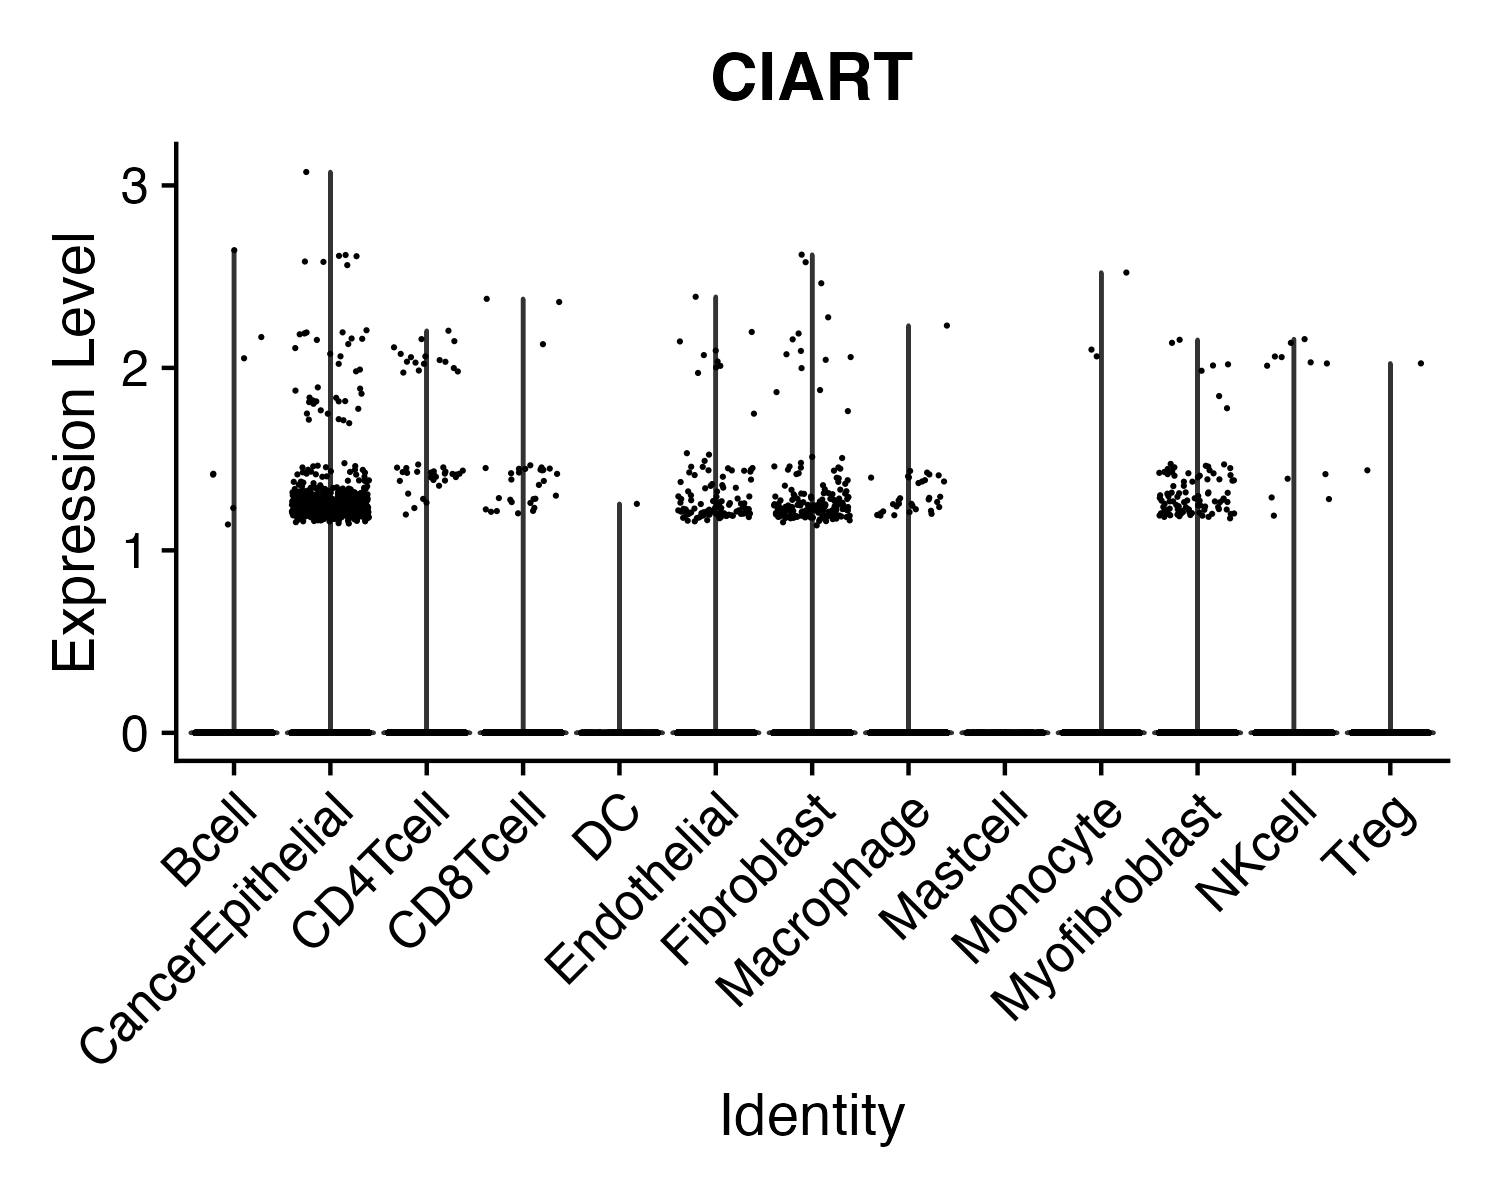 CIART
Expression Level
3
2
1
0
Bcell
CancerEpithelial
CD4Tcell
CD8Tcell
DC
Endothelial
Fibroblast
Macrophage
Mastcell
Monocyte
Myofibroblast
NKcell
Treg
Identity